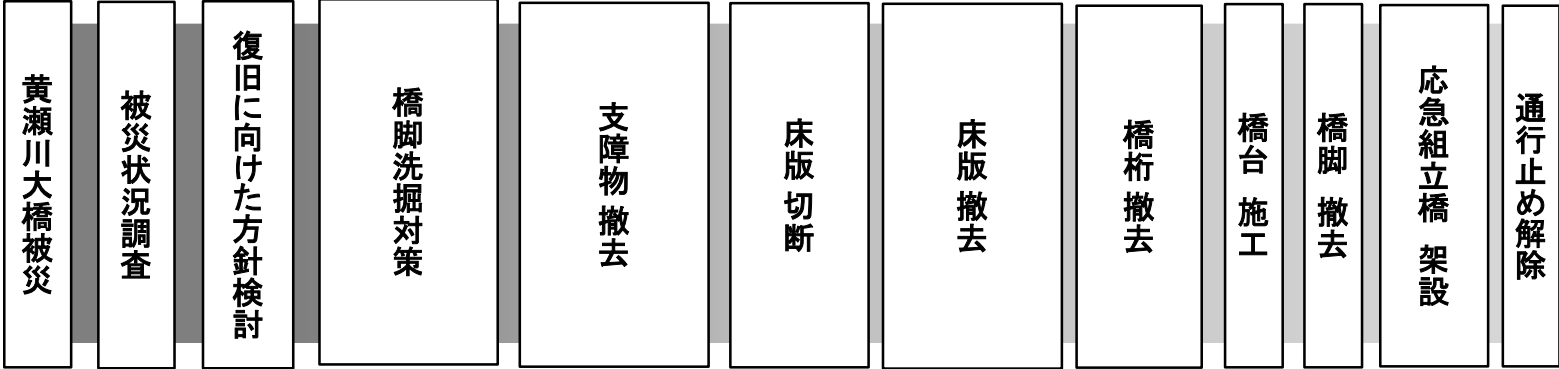 黄瀬川大橋被災
被災状況調査
復旧に向けた方針検討
橋脚洗掘対策
支障物 撤去
床版 切断
床版 撤去
橋桁 撤去
橋台 施工
橋脚 撤去
応急組立橋 架設
通行止め解除